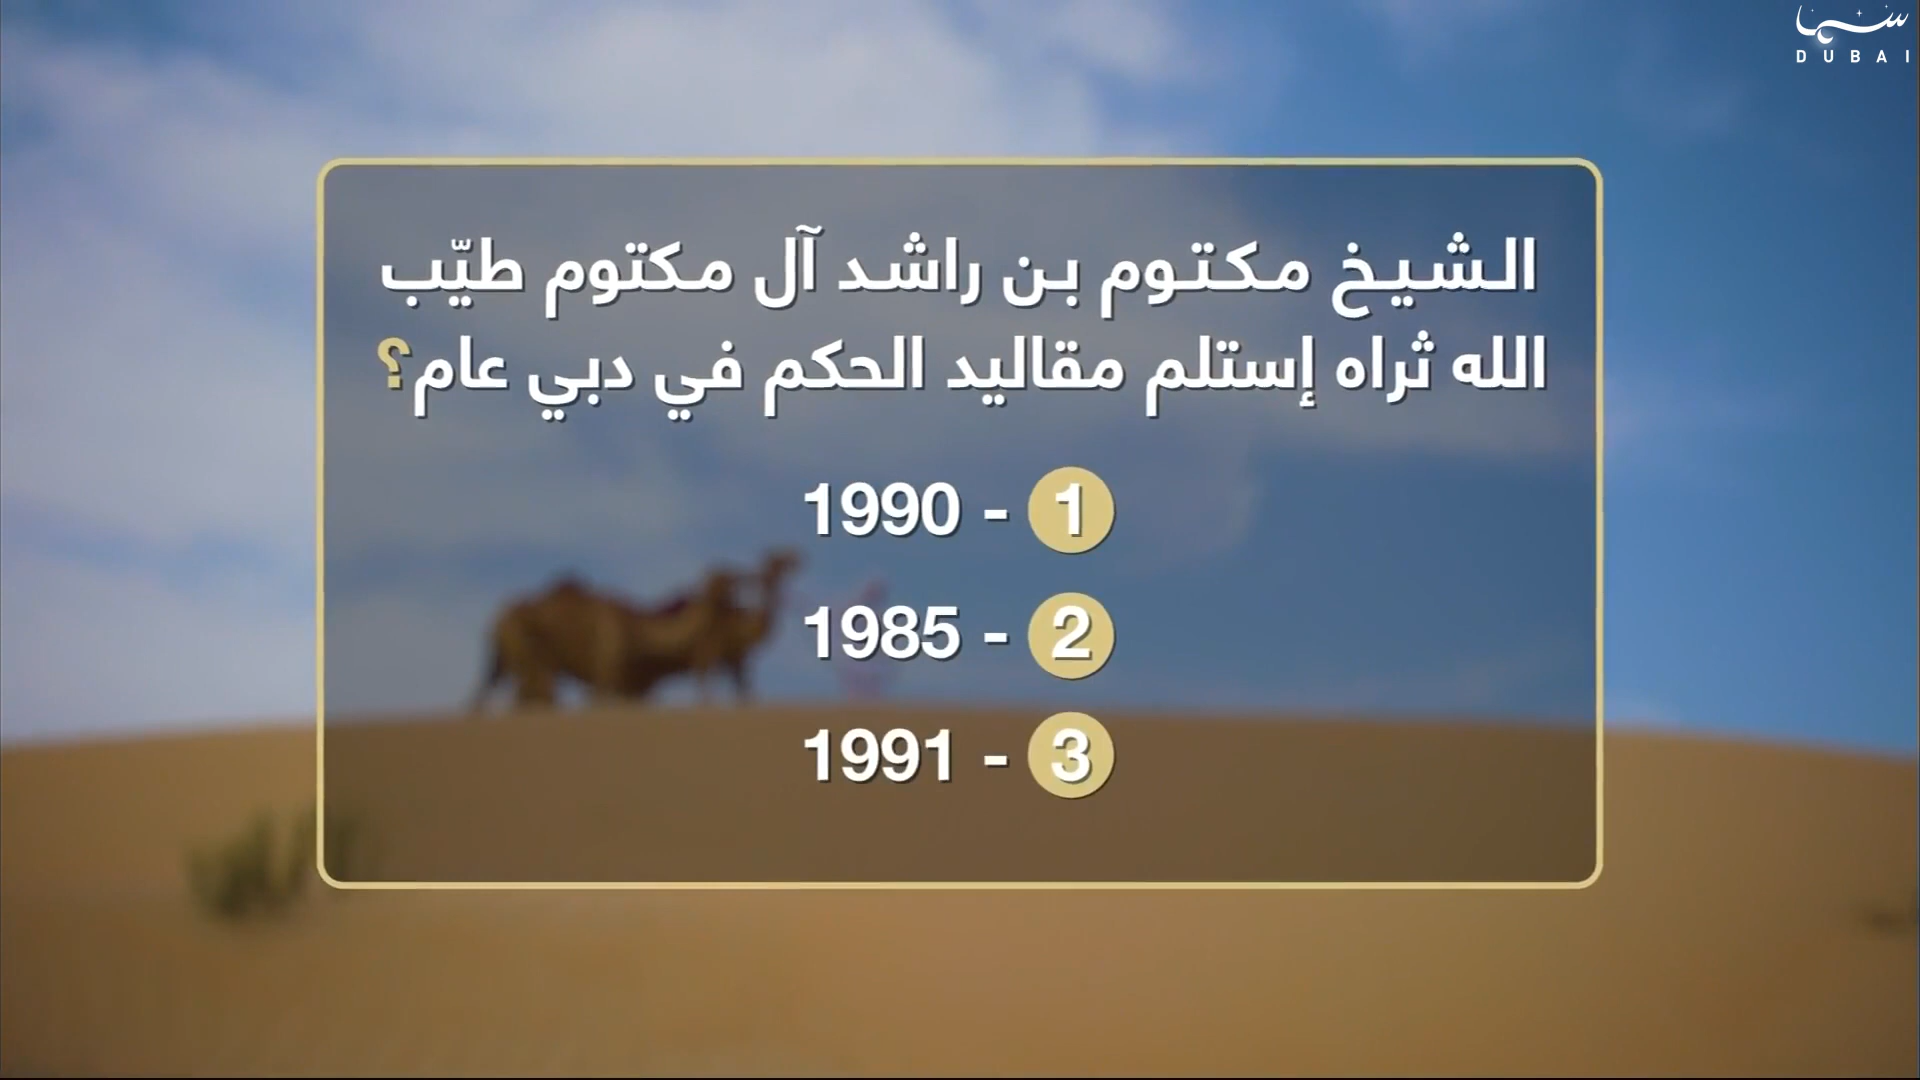 سينما
DUBAI
الشيخ مكتوم بن راشد آل مكتوم طيّب
الله ثراه إستلم مقاليد الحكم في دبي عام؟
1 - 1990
2 - 1985
3 - 1991